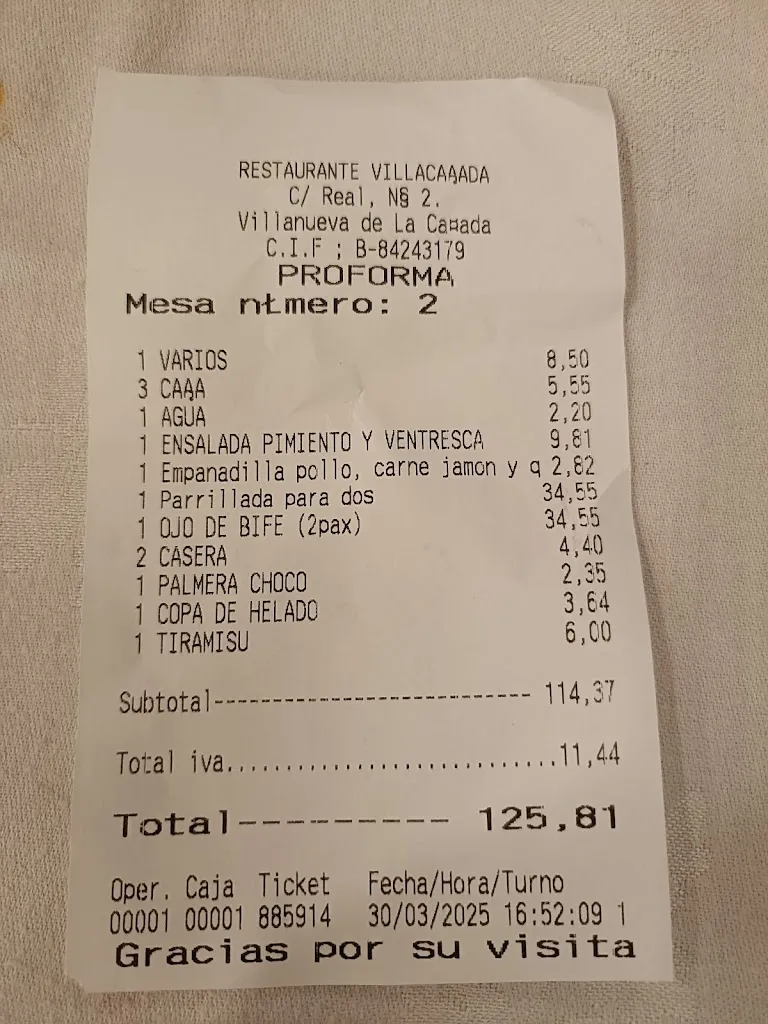 RESTAURANTE VILLACAĄADA
C/ Real, N§ 2.
Villanueva de La Ca¤ada
C.I.F ; B-84243179
PROFORMA
Mesa nŁmero: 2
1 VARIOS 8,50
3 CAĄA 5,55
1 AGUA 2,20
1 ENSALADA PIMIENTO Y VENTRESCA 9,81
1 Empanadilla pollo, carne jamon y q 2,82
1 Parrillada para dos 34,55
1 OJO DE BIFE (2pax) 34,55
2 CASERA 4,40
1 PALMERA CHOCO 2,35
1 COPA DE HELADO 3,64
1 TIRAMISU 6,00
Subtotal--------------------------- 114,37
Total iva.............................11,44
Total--------- 125,81
Oper. Caja Ticket Fecha/Hora/Turno
00001 00001 885914 30/03/2025 16:52:09 1
Gracias por su visita